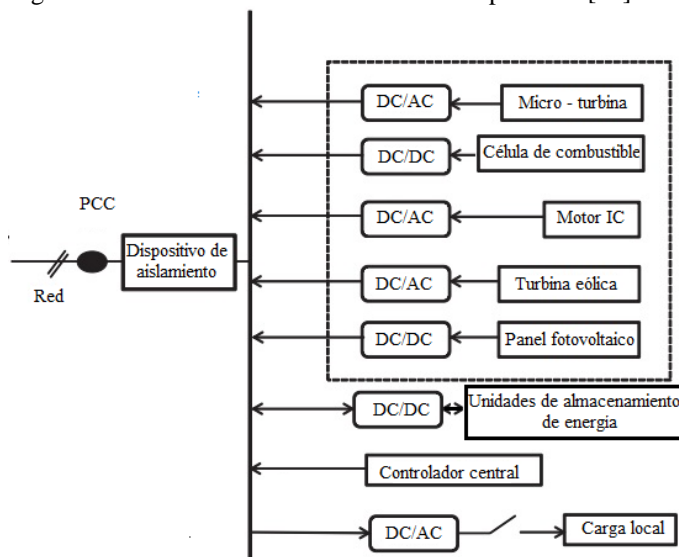 DC/AC
Micro - turbina
DC/DC
Célula de combustible
PCC
DC/AC
Motor IC
Dispositivo de
aislamiento
Red
DC/AC
Turbina eólica
DC/DC
Panel fotovoltaico
DC/DC
Unidades de almacenamiento
de energia
Controlador central
DC/AC
Carga local